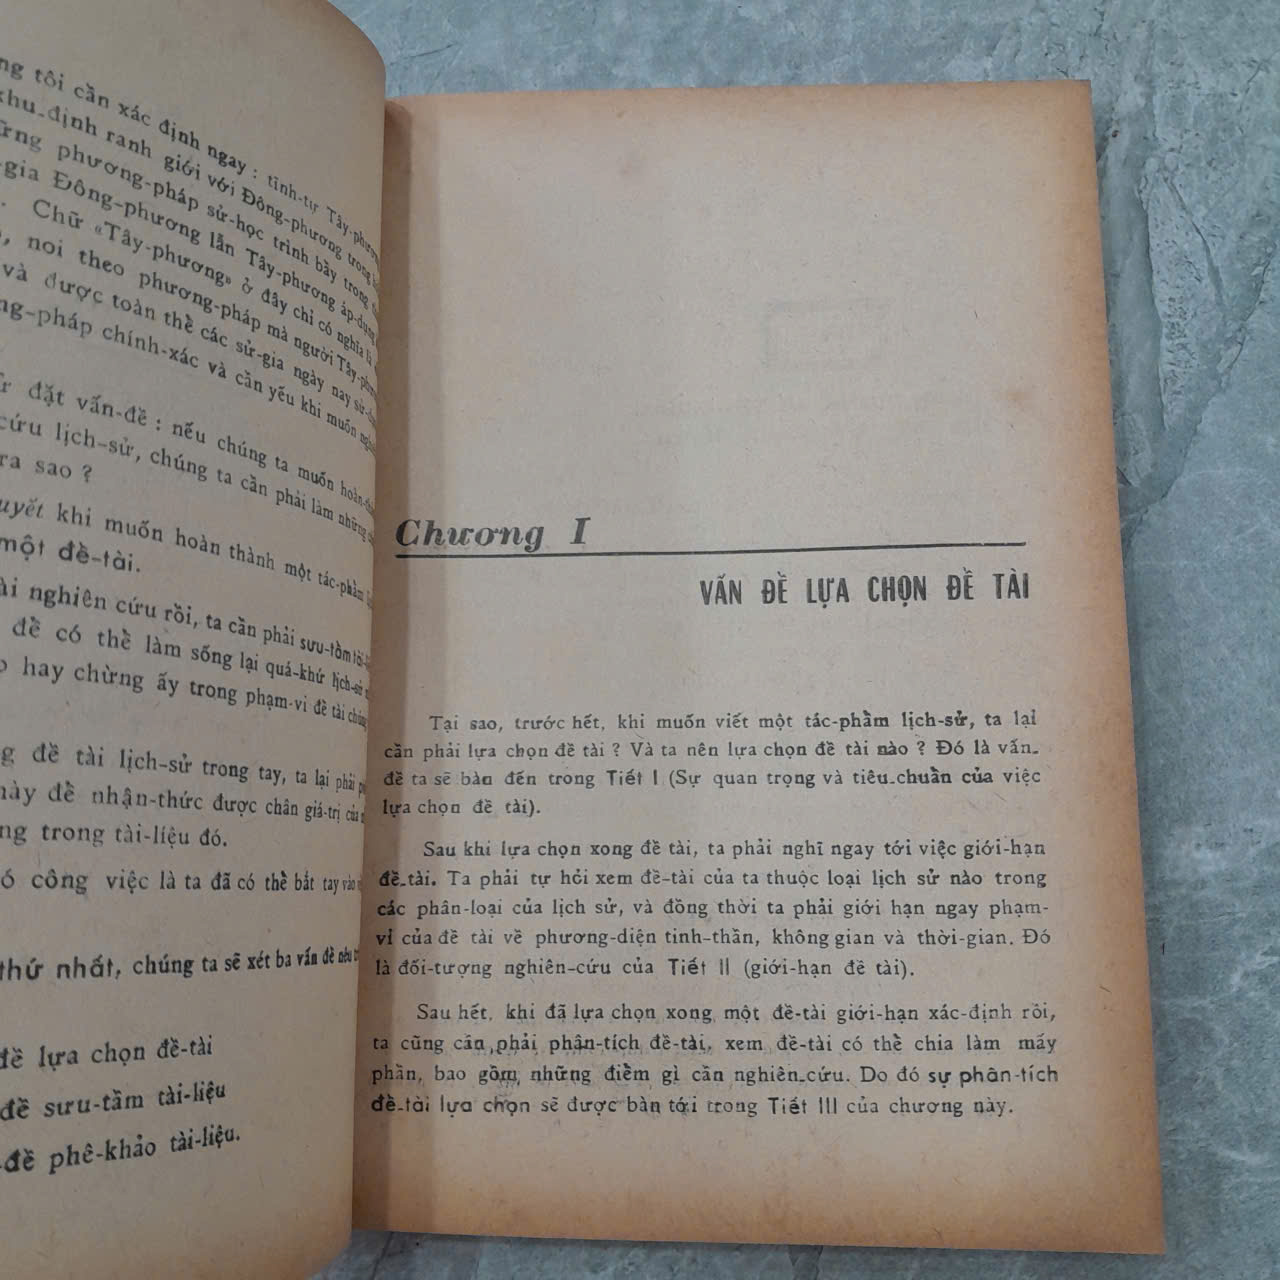 tôi cần xác định ngay : tĩnh-tự Tây-phương
khu-định ranh giới với Đông-phương trong
phương-pháp sử-học trình bầy trong
-gia Đông-phương lẫn Tây-phương áp-dụng
Chữ «Tây-phương» ở đây chỉ có nghĩa là
noi theo phương-pháp mà người Tây-phương
và được toàn thể các sử-gia ngày nay
-pháp chính-xác và cần yếu khi muốn
đặt vấn-đề : nếu chúng ta muốn
cứu lịch-sử, chúng ta cần phải làm những
ra sao ?
khi muốn hoàn thành một tác-phẩm
một đề-tài.
nghiên cứu rồi, ta cần phải sưu-tầm
để có thể làm sống lại quá-khứ lịch-sử
hay chừng ấy trong phạm-vi đề tài
đề tài lịch-sử trong tay, ta lại phải
này để nhận-thức được chân giá-trị của
trong tài-liệu đó.
công việc là ta đã có thể bắt tay vào
thứ nhất, chúng ta sẽ xét ba vấn đề nêu
lựa chọn đề-tài
đề sưu-tầm tài-liệu
-đề phê-khảo tài-liệu.
Chương I
VẤN ĐỀ LỰA CHỌN ĐỀ TÀI
Tại sao, trước hết, khi muốn viết một tác-phẩm lịch-sử, ta lại
cần phải lựa chọn đề tài ? Và ta nên lựa chọn đề tài nào ? Đó là vấn-
đề ta sẽ bàn đến trong Tiết I (Sự quan trọng và tiêu-chuẩn của việc
lựa chọn đề tài).
Sau khi lựa chọn xong đề tài, ta phải nghĩ ngay tới việc giới-hạn
đề-tài. Ta phải tự hỏi xem đề-tài của ta thuộc loại lịch sử nào trong
các phân-loại của lịch sử, và đồng thời ta phải giới hạn ngay phạm-
vi của đề tài về phương-diện tinh-thần, không gian và thời-gian. Đó
là đối-tượng nghiên-cứu của Tiết II (giới-hạn đề tài).
Sau hết, khi đã lựa chọn xong một đề-tài giới-hạn xác-định rồi,
ta cũng cần phải phận-tích đề-tài, xem đề-tài có thể chia làm mấy
phần, bao gồm những điểm gì cần nghiên-cứu. Do đó sự phân-tích
đề-tài lựa chọn sẽ được bàn tới trong Tiết III của chương này.